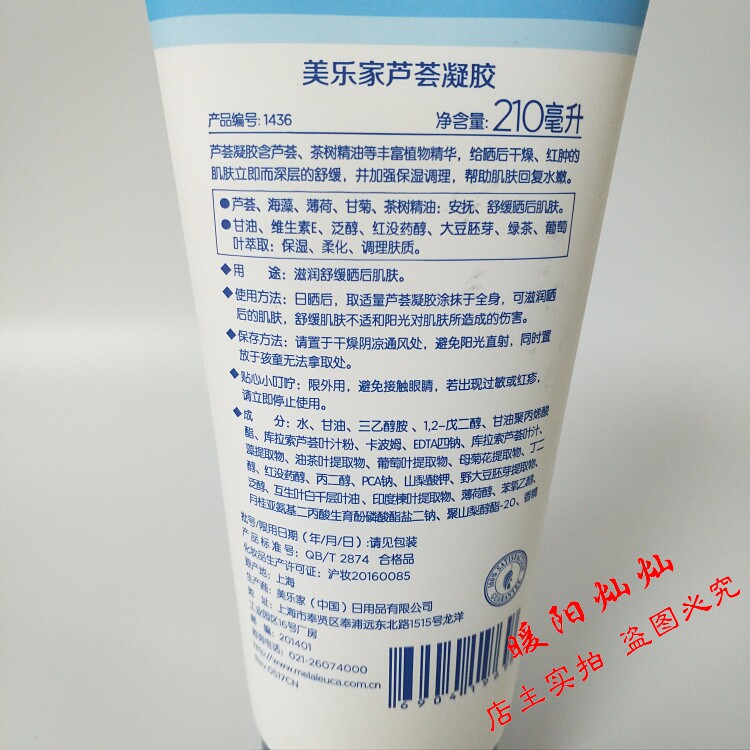 美乐家芦荟凝胶
产品编号: 1436 净含量: 210毫升
芦荟凝胶含芦荟、茶树精油等丰富植物精华，给晒后干燥、红肿的
肌肤立即而深层的舒缓，并加强保湿调理，帮助肌肤回复水嫩。
●芦荟、海藻、薄荷、甘菊、茶树精油: 安抚、舒缓晒后肌肤。
●甘油、维生素E、泛醇、红没药醇、大豆胚芽、绿茶、葡萄
叶萃取: 保湿、柔化、调理肤质。
◆用 途: 滋润舒缓晒后肌肤。
◆使用方法: 日晒后，取适量芦荟凝胶涂抹于全身，可滋润晒
后的肌肤，舒缓肌肤不适和阳光对肌肤所造成的伤害。
◆保存方法: 请置于干燥阴凉通风处，避免阳光直射，同时置
放于孩童无法拿取处。
◆贴心小叮咛: 限外用，避免接触眼睛，若出现过敏或红疹，
请立即停止使用。
◆成 分: 水、甘油、三乙醇胺、1,2-戊二醇、甘油聚丙烯酸
酯、库拉索芦荟叶汁粉、卡波姆、EDTA四钠、库拉索芦荟叶汁、
藻提取物、油茶叶提取物、葡萄叶提取物、母菊花提取物、丁二
醇、红没药醇、丙二醇、PCA钠、山梨酸钾、野大豆胚芽提取物、
泛醇、互生叶白千层叶油、印度楝叶提取物、薄荷醇、苯氧乙醇、
月桂亚氨基二丙酸生育酚磷酸酯盐二钠、聚山梨醇酯-20、香精
批号/限用日期（年/月/日）:请见包装
产品标准号: QB/T 2874 合格品
化妆品生产许可证: 沪妆20160085
原产地: 上海
生产商: 美乐家（中国）日用品有限公司
地 址: 上海市奉贤区奉浦远东北路1515号龙洋
工业园区16号厂房
邮 编: 201401
咨询电话: 021-26074000
http://www.melaleuca.com.cn
Rev 0517CN
暖阳灿灿
店主实拍 盗图必究